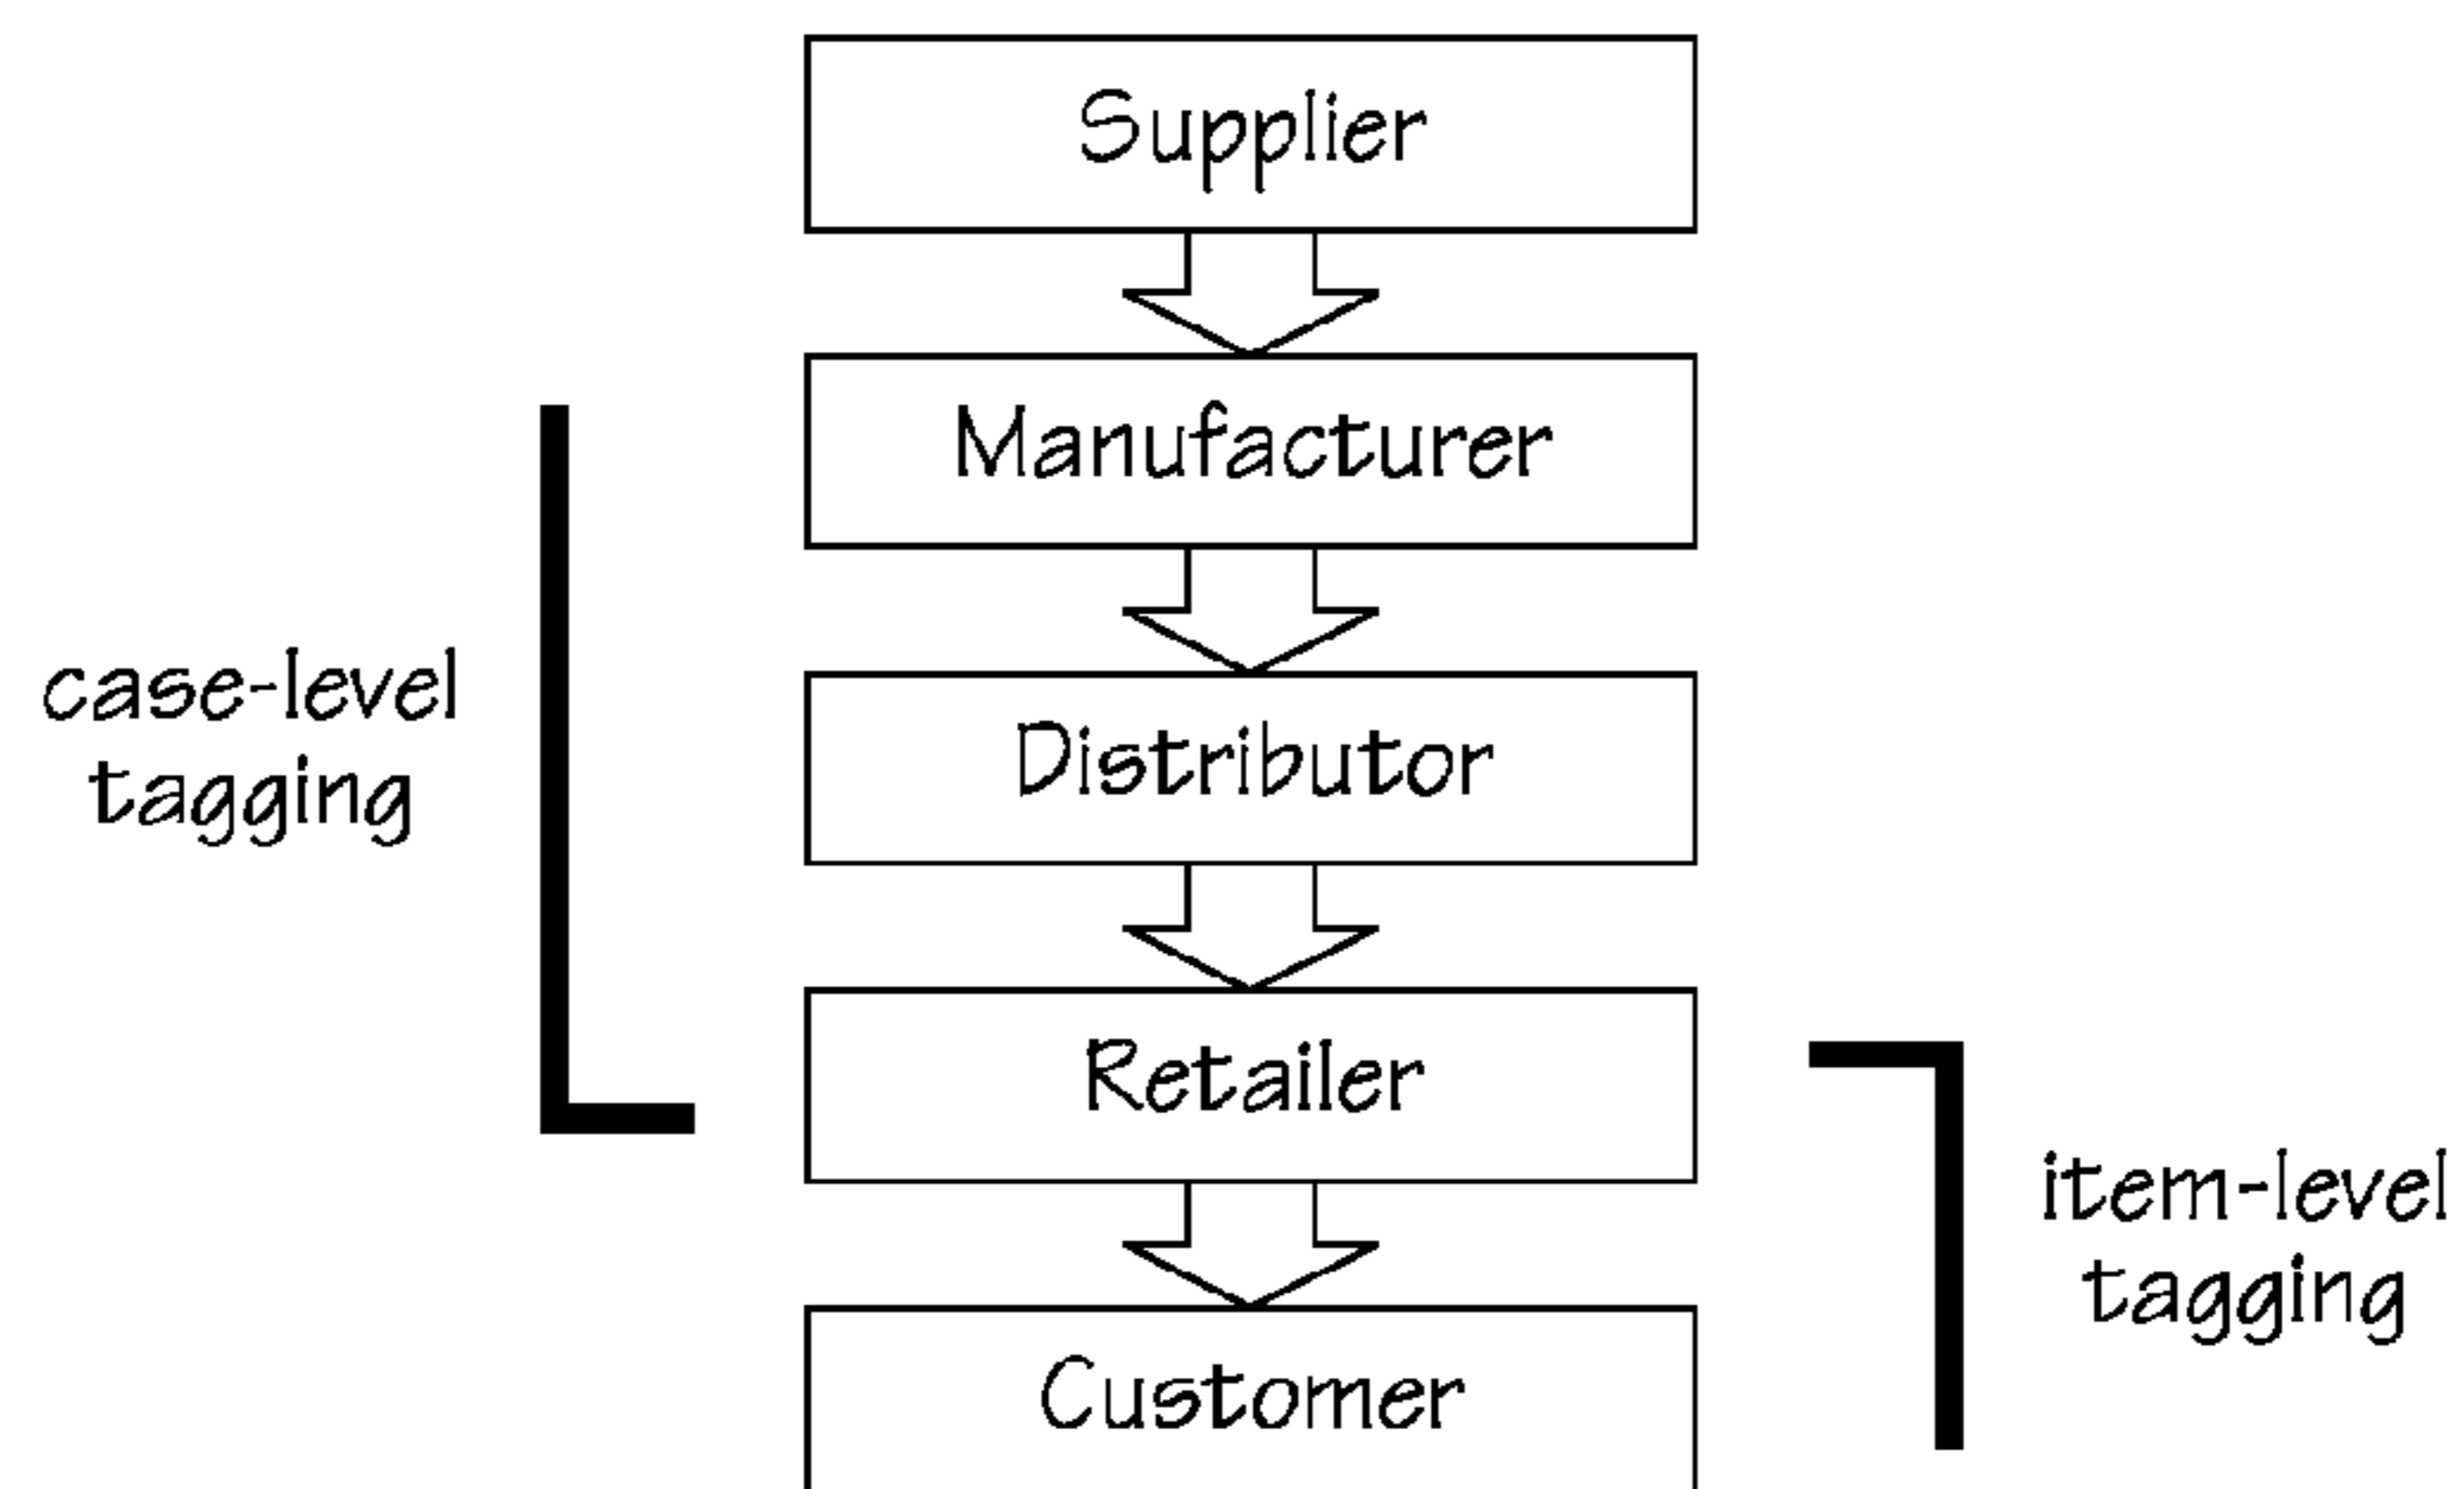 Supplier
Manufacturer
case-level
tagging
Distributor
Retailer
item-level
tagging
Customer